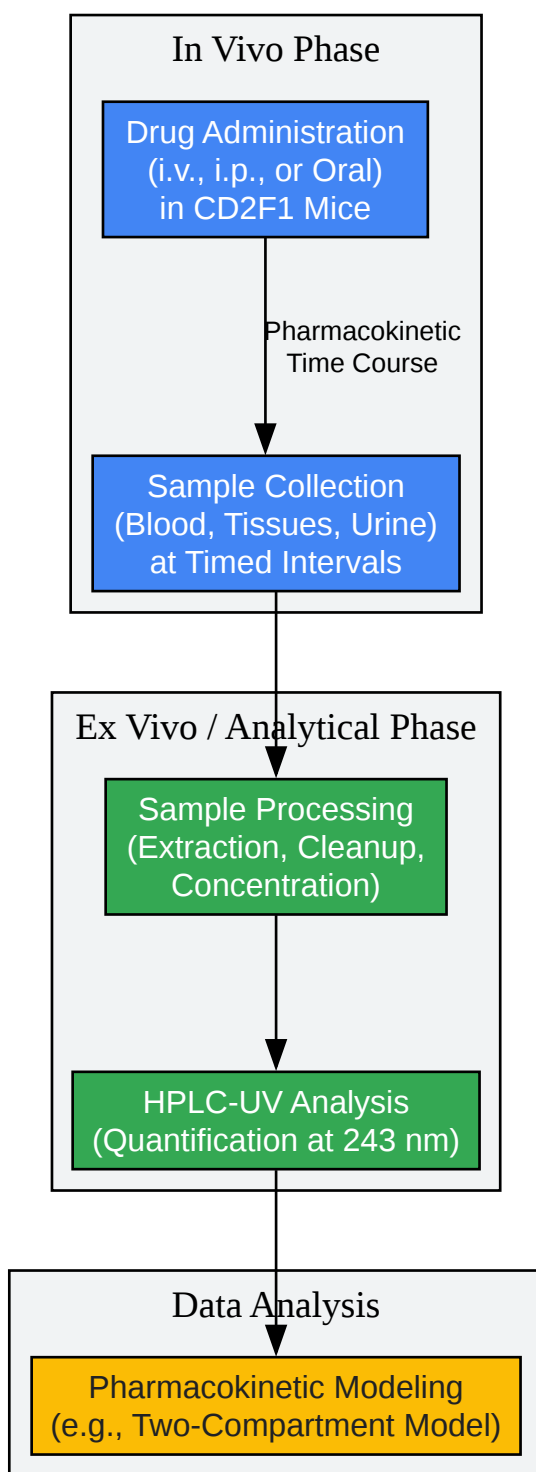 In Vivo Phase
Drug Administration
(i.v., i.p., or Oral)
in CD2F1 Mice
Pharmacokinetic
Time Course
Sample Collection
(Blood, Tissues, Urine)
at Timed Intervals
Ex Vivo / Analytical Phase
Sample Processing
(Extraction, Cleanup,
Concentration)
HPLC-UV Analysis
(Quantification at 243 nm)
Data Analysis
Pharmacokinetic Modeling
(e.g., Two-Compartment Model)